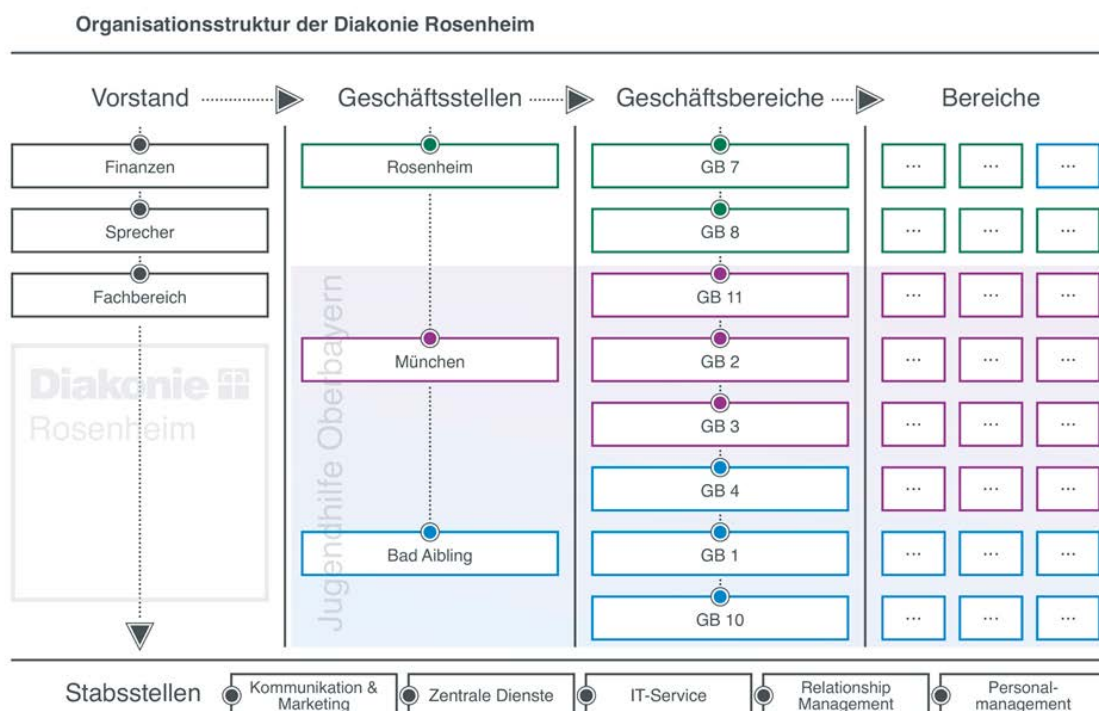 Organisationsstruktur der Diakonie Rosenheim
Vorstand
Geschäftsstellen
Geschäftsbereiche
Bereiche
Finanzen
Rosenheim
GB 7
...
...
...
Sprecher
GB 8
...
...
...
Fachbereich
GB 11
...
...
...
München
GB 2
...
...
...
Diakonie
Rosenheim
GB 3
...
...
...
GB 4
...
...
...
Bad Aibling
GB 1
...
...
...
GB 10
...
...
...
Jugendhilfe Oberbayern
Stabsstellen
Kommunikation &
Marketing
Zentrale Dienste
IT-Service
Relationship
Management
Personal-
management